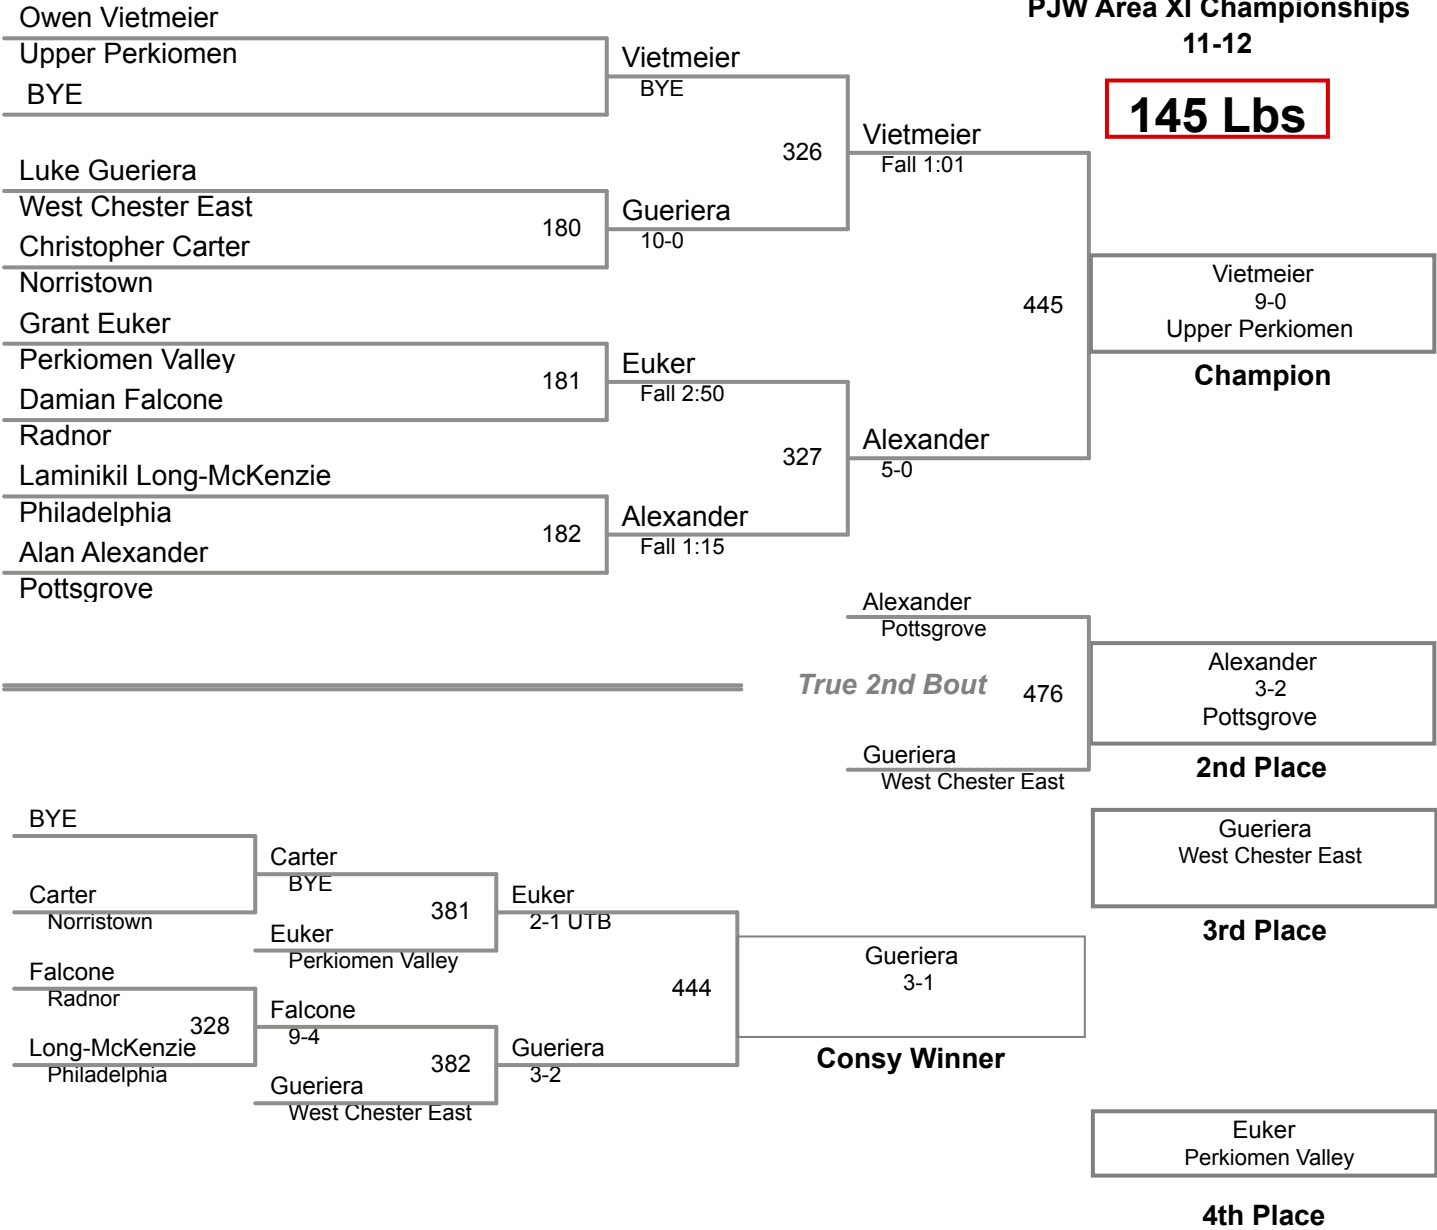 PJW Area XI Championships
11-12
145 Lbs
Owen Vietmeier
Upper Perkiomen
BYE
Luke Gueriera
West Chester East
Christopher Carter
Norristown
Grant Euker
Perkiomen Valley
Damian Falcone
Radnor
Laminikil Long-McKenzie
Philadelphia
Alan Alexander
Pottsgrove
180
181
182
Vietmeier
BYE
Gueriera
10-0
Euker
Fall 2:50
Alexander
Fall 1:15
326
327
Vietmeier
Fall 1:01
Alexander
5-0
445
Vietmeier
9-0
Upper Perkiomen
Champion
Alexander
Pottsgrove
True 2nd Bout
476
Gueriera
West Chester East
Alexander
3-2
Pottsgrove
2nd Place
BYE
Carter
Norristown
Falcone
Radnor
328
Long-McKenzie
Philadelphia
Carter
BYE
381
Euker
Perkiomen Valley
Falcone
9-4
382
Gueriera
West Chester East
Euker
2-1 UTB
444
Gueriera
3-2
Gueriera
3-1
Consy Winner
Gueriera
West Chester East
3rd Place
Euker
Perkiomen Valley
4th Place